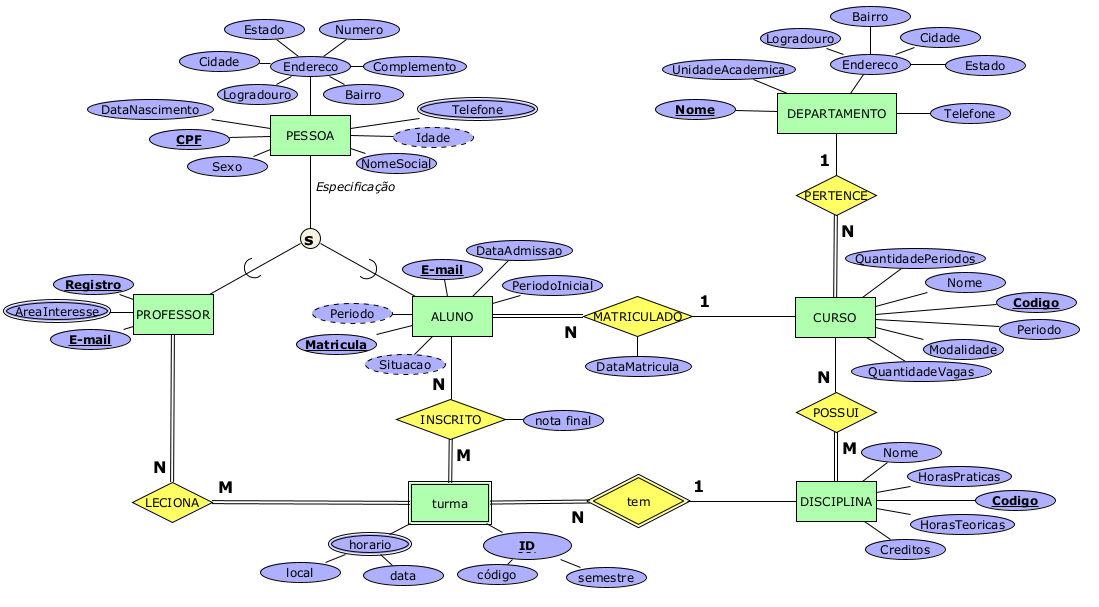 Estado
Numero
Cidade
Endereco
Complemento
Logradouro
Bairro
DataNascimento
Telefone
CPF
PESSOA
Idade
Sexo
NomeSocial
Especificação
s
Bairro
Logradouro
Cidade
Endereco
Estado
UnidadeAcademica
Nome
DEPARTAMENTO
Telefone
1
PERTENCE
N
Registro
AreaInteresse
PROFESSOR
E-mail
DataAdmissao
E-mail
PeriodoInicial
Periodo
ALUNO
Matricula
Situacao
N
MATRICULADO
1
DataMatricula
QuantidadePeriodos
Nome
Codigo
CURSO
Periodo
Modalidade
QuantidadeVagas
N
INSCRITO
nota final
M
N
POSSUI
M
N
LECIONA
M
turma
N
tem
1
Nome
HorasPraticas
DISCIPLINA
Codigo
HorasTeoricas
Creditos
horario
local
data
ID
código
semestre